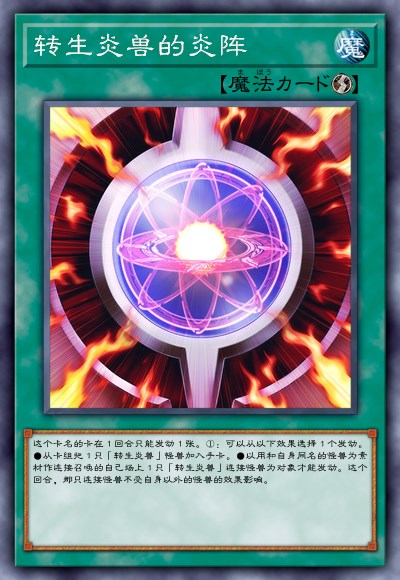 转生炎兽的炎阵
魔
【魔法カード】
まほう
这个卡名的卡在1回合只能发动1张。①：可以从以下效果选择1个发动。
●从卡组把1只「转生炎兽」怪兽加入手卡。●以用和自身同名的怪兽为素
材作连接召唤的自己场上1只「转生炎兽」连接怪兽为对象才能发动。这个
回合，那只连接怪兽不受自身以外的怪兽的效果影响。